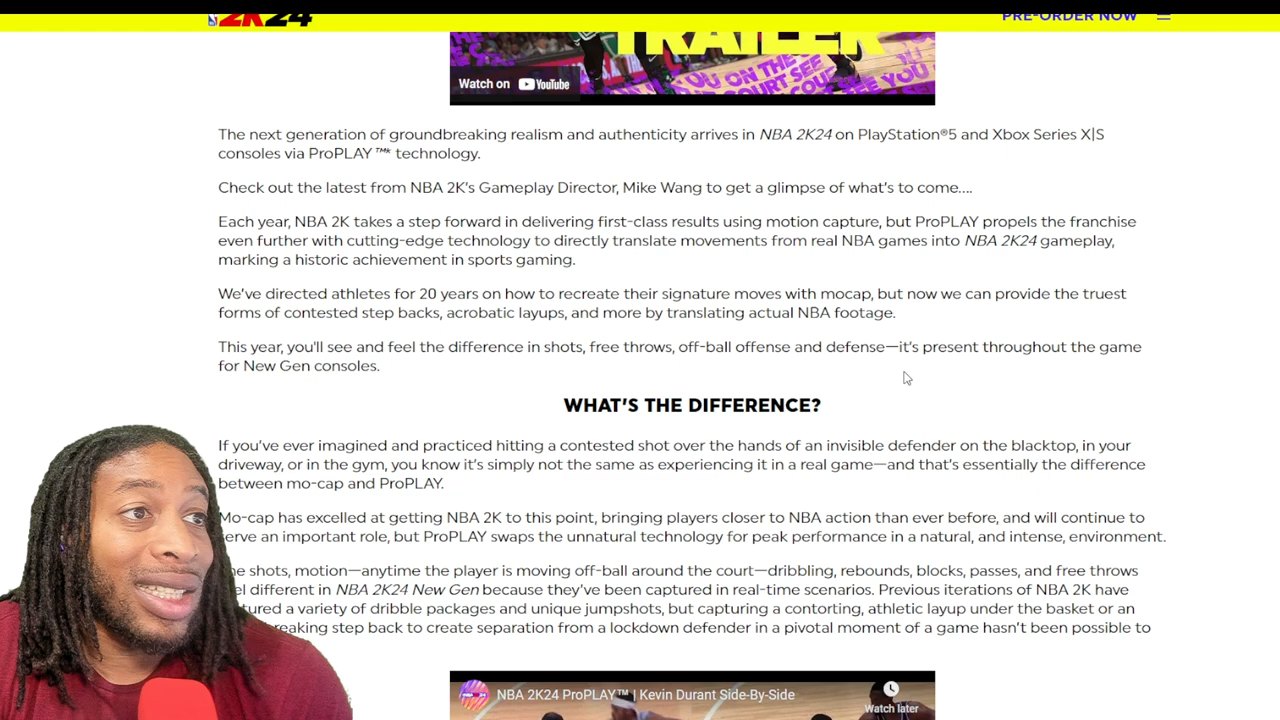 2K24
PRE-ORDER NOW
TRAILER
YOU ON THE
COURT SEE YOU
Watch on YouTube
The next generation of groundbreaking realism and authenticity arrives in NBA 2K24 on PlayStation®5 and Xbox Series X|S
consoles via ProPLAY™* technology.
Check out the latest from NBA 2K's Gameplay Director, Mike Wang to get a glimpse of what's to come....
Each year, NBA 2K takes a step forward in delivering first-class results using motion capture, but ProPLAY propels the franchise
even further with cutting-edge technology to directly translate movements from real NBA games into NBA 2K24 gameplay,
marking a historic achievement in sports gaming.
We've directed athletes for 20 years on how to recreate their signature moves with mocap, but now we can provide the truest
forms of contested step backs, acrobatic layups, and more by translating actual NBA footage.
This year, you'll see and feel the difference in shots, free throws, off-ball offense and defense—it's present throughout the game
for New Gen consoles.
WHAT'S THE DIFFERENCE?
If you've ever imagined and practiced hitting a contested shot over the hands of an invisible defender on the blacktop, in your
driveway, or in the gym, you know it's simply not the same as experiencing it in a real game—and that's essentially the difference
between mo-cap and ProPLAY.
Mo-cap has excelled at getting NBA 2K to this point, bringing players closer to NBA action than ever before, and will continue to
serve an important role, but ProPLAY swaps the unnatural technology for peak performance in a natural, and intense, environment.
The shots, motion—anytime the player is moving off-ball around the court—dribbling, rebounds, blocks, passes, and free throws
different in NBA 2K24 New Gen because they've been captured in real-time scenarios. Previous iterations of NBA 2K have
a variety of dribble packages and unique jumpshots, but capturing a contorting, athletic layup under the basket or an
step back to create separation from a lockdown defender in a pivotal moment of a game hasn't been possible to
NBA 2K24 ProPLAY™ | Kevin Durant Side-By-Side
Watch later